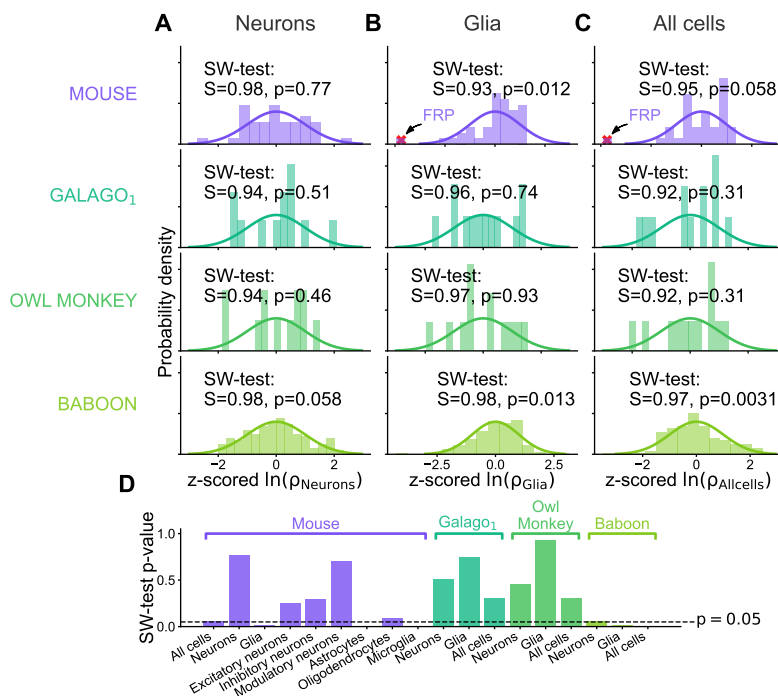 A Neurons
B Glia
C All cells
MOUSE
SW-test:
S=0.98, p=0.77
SW-test:
S=0.93, p=0.012
FRP
SW-test:
S=0.95, p=0.058
FRP
GALAGO₁
SW-test:
S=0.94, p=0.51
SW-test:
S=0.96, p=0.74
SW-test:
S=0.92, p=0.31
OWL MONKEY
SW-test:
S=0.94, p=0.46
SW-test:
S=0.97, p=0.93
SW-test:
S=0.92, p=0.31
BABOON
SW-test:
S=0.98, p=0.058
SW-test:
S=0.98, p=0.013
SW-test:
S=0.97, p=0.0031
Probability density
−2 0 2
−2.5 0.0 2.5
−2 0 2
z-scored ln(ρNeurons)
z-scored ln(ρGlia)
z-scored ln(ρAllcells)
D
Mouse
Galago₁
Owl
Monkey
Baboon
SW-test p-value
1.0
0.5
0.0
p = 0.05
All cells
Neurons
Glia
Excitatory neurons
Inhibitory neurons
Modulatory neurons
Astrocytes
Oligodendrocytes
Microglia
Neurons
Glia
All cells
Neurons
Glia
All cells
Neurons
Glia
All cells